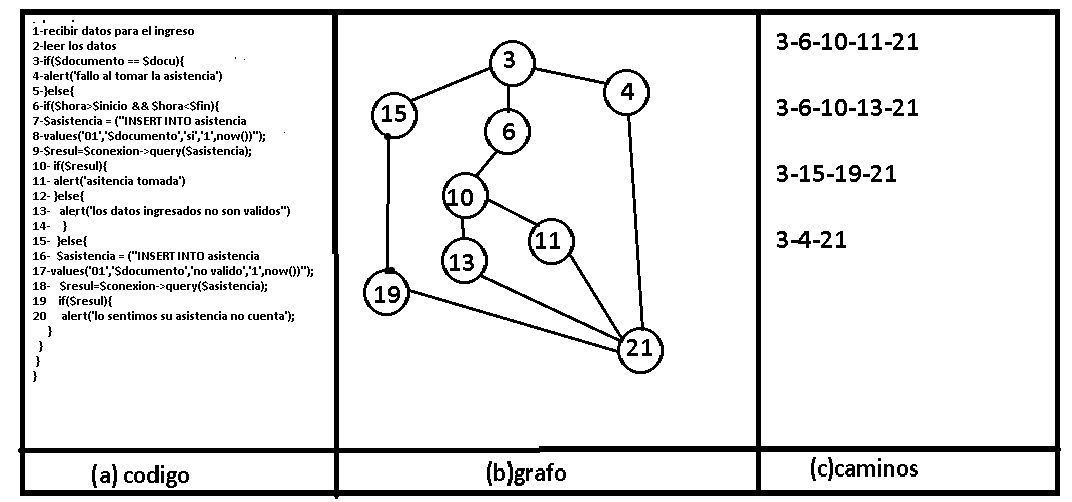 1-recibir datos para el ingreso
2-leer los datos
3-if($documento == $docu){
4-alert('fallo al tomar la asistencia')
5-}else{
6-if($hora>$inicio && $hora<$fin){
7-$asistencia = ("INSERT INTO asistencia
8-values('01','$documento','si','1',now())");
9-$resul=$conexion->query($asistencia);
10- if($resul){
11- alert('asitencia tomada')
12- }else{
13- alert('los datos ingresados no son validos")
14- }
15- }else{
16- $asistencia = ("INSERT INTO asistencia
17-values('01','$documento','no valido','1',now())");
18- $resul=$conexion->query($asistencia);
19 if($resul){
20 alert('lo sentimos su asistencia no cuenta');
}
}
}
}
(a) codigo
3
15
4
6
10
11
13
19
21
(b)grafo
3-6-10-11-21
3-6-10-13-21
3-15-19-21
3-4-21
(c)caminos